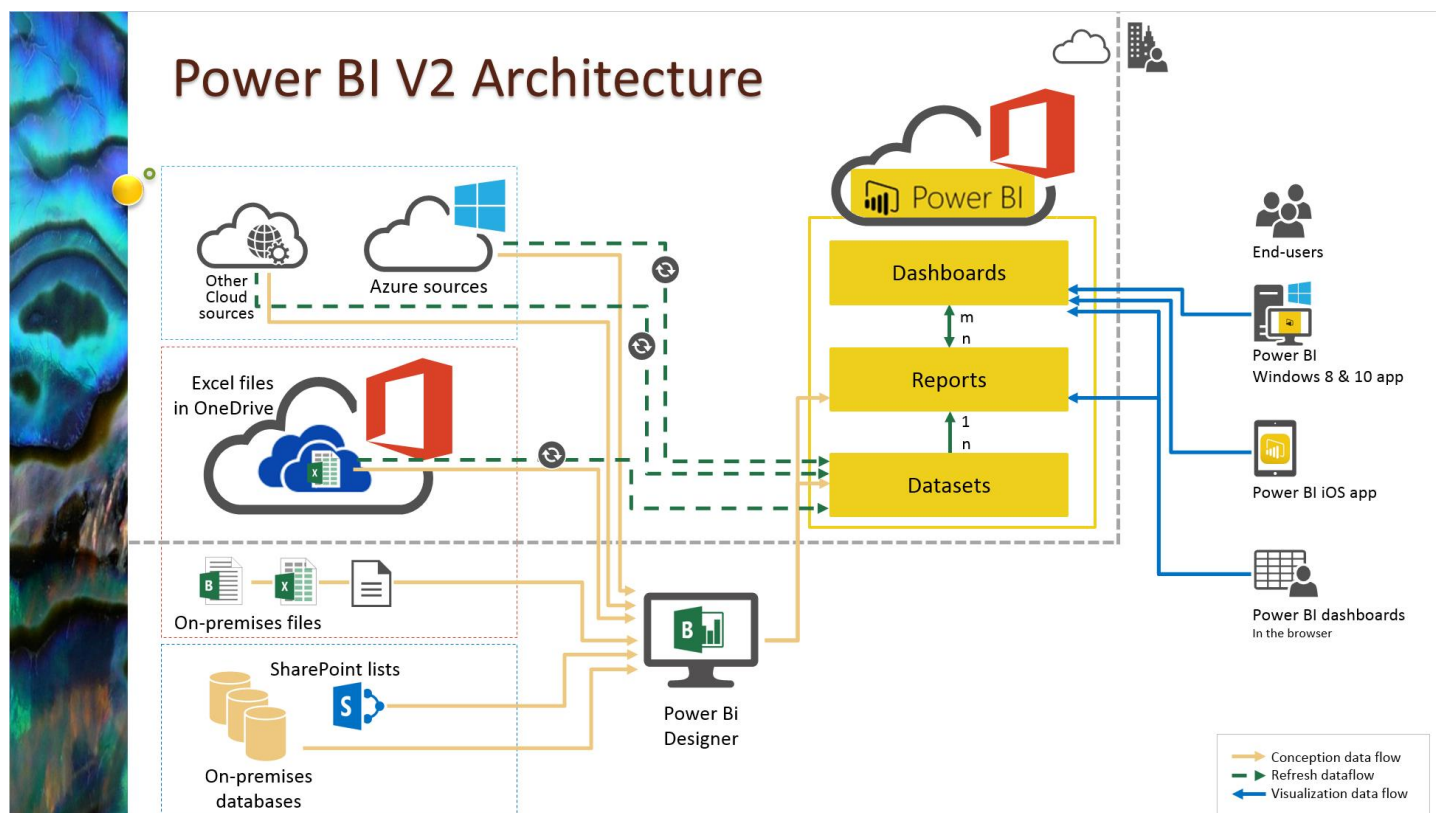 Power BI V2 Architecture
Power BI
Other
Cloud
sources
Azure sources
Dashboards
m
n
Reports
1
n
Datasets
Excel files
in OneDrive
X
B
X
On-premises files
SharePoint lists
S
On-premises
databases
B
Power Bi
Designer
End-users
Power BI
Windows 8 & 10 app
Power BI iOS app
Power BI dashboards
In the browser
Conception data flow
Refresh dataflow
Visualization data flow